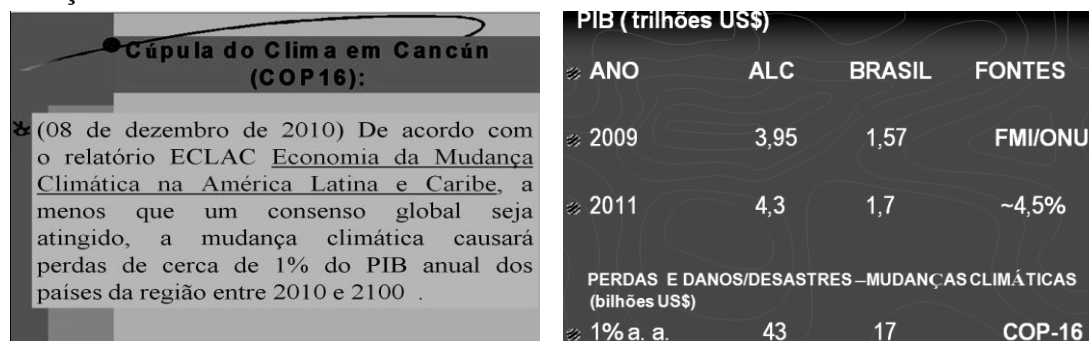 Cúpula do Clima em Cancún
(COP16):
(08 de dezembro de 2010) De acordo com
o relatório ECLAC Economia da Mudança
Climática na América Latina e Caribe, a
menos que um consenso global seja
atingido, a mudança climática causará
perdas de cerca de 1% do PIB anual dos
países da região entre 2010 e 2100 .
PIB ( trilhões US$)
ANO ALC BRASIL FONTES
2009 3,95 1,57 FMI/ONU
2011 4,3 1,7 ~4,5%
PERDAS E DANOS/DESASTRES –MUDANÇAS CLIMÁTICAS
(bilhões US$)
1% a. a. 43 17 COP-16